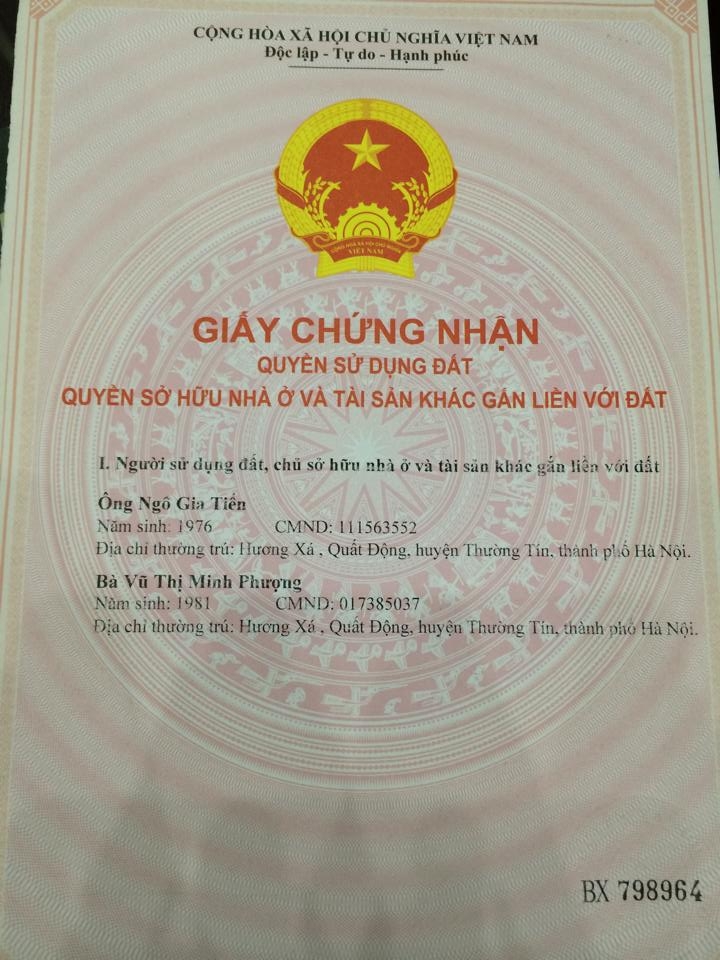 CỘNG HÒA XÃ HỘI CHỦ NGHĨA VIỆT NAM
Độc lập - Tự do - Hạnh phúc
CỘNG HÒA XÃ HỘI CHỦ NGHĨA
VIỆT NAM
GIẤY CHỨNG NHẬN
QUYỀN SỬ DỤNG ĐẤT
QUYỀN SỞ HỮU NHÀ Ở VÀ TÀI SẢN KHÁC GẮN LIỀN VỚI ĐẤT
I. Người sử dụng đất, chủ sở hữu nhà ở và tài sản khác gắn liền với đất
Ông Ngô Gia Tiến
Năm sinh: 1976 CMND: 111563552
Địa chỉ thường trú: Hương Xá , Quất Động, huyện Thường Tín, thành phố Hà Nội.
Bà Vũ Thị Minh Phượng
Năm sinh: 1981 CMND: 017385037
Địa chỉ thường trú: Hương Xá , Quất Động, huyện Thường Tín, thành phố Hà Nội.
BX 798964